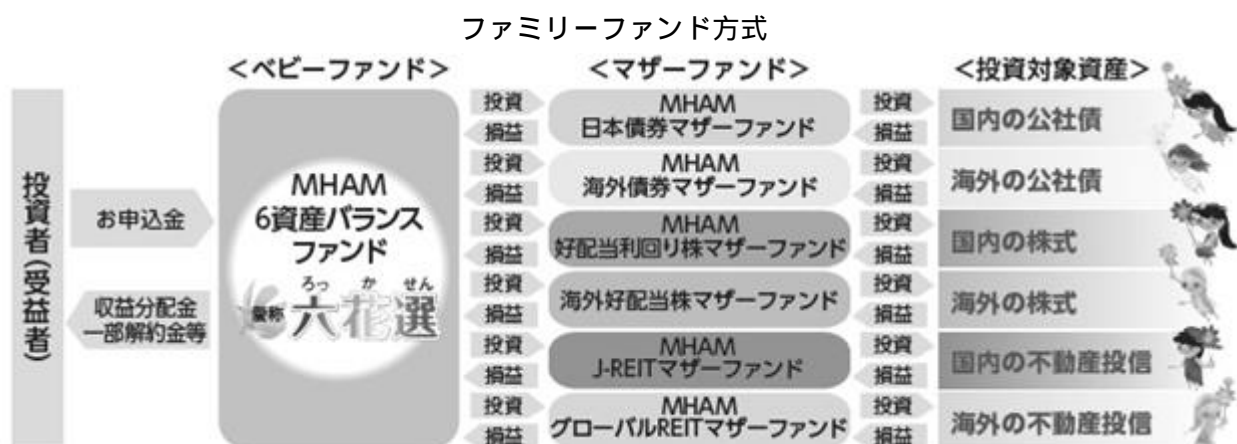 ファミリーファンド方式
＜ベビーファンド＞
＜マザーファンド＞
＜投資対象資産＞
投資者(受益者)
お申込金
収益分配金
一部解約金等
MHAM
6資産バランス
ファンド
ろっ か せん
愛称 六花選
投資
損益
MHAM
日本債券マザーファンド
投資
損益
国内の公社債
投資
損益
MHAM
海外債券マザーファンド
投資
損益
海外の公社債
投資
損益
MHAM
好配当利回り株マザーファンド
投資
損益
国内の株式
投資
損益
海外好配当株マザーファンド
投資
損益
海外の株式
投資
損益
MHAM
J-REITマザーファンド
投資
損益
国内の不動産投信
投資
損益
MHAM
グローバルREITマザーファンド
投資
損益
海外の不動産投信